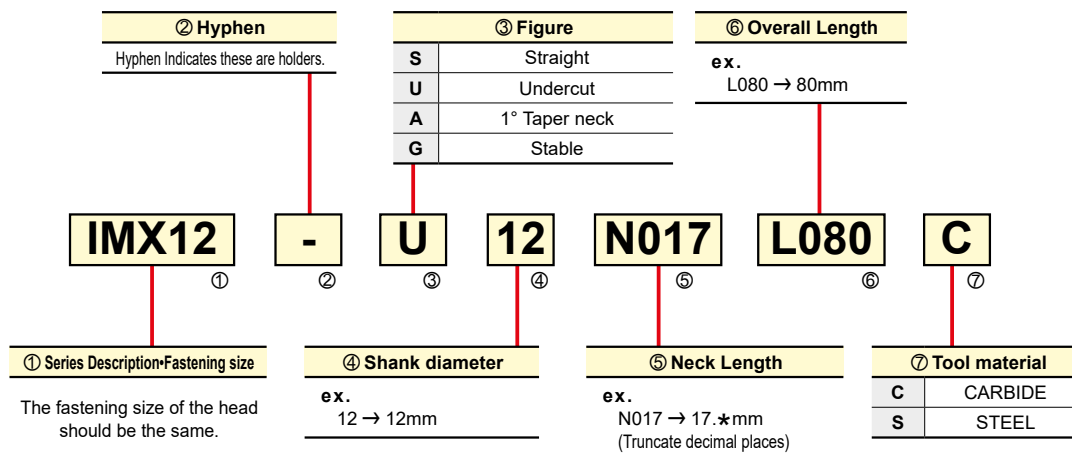 ② Hyphen
Hyphen Indicates these are holders.
③ Figure
S Straight
U Undercut
A 1° Taper neck
G Stable
⑥ Overall Length
ex.
L080 → 80mm
IMX12 - U 12 N017 L080 C
① ② ③ ④ ⑤ ⑥ ⑦
① Series Description•Fastening size
The fastening size of the head
should be the same.
④ Shank diameter
ex.
12 → 12mm
⑤ Neck Length
ex.
N017 → 17.*mm
(Truncate decimal places)
⑦ Tool material
C CARBIDE
S STEEL